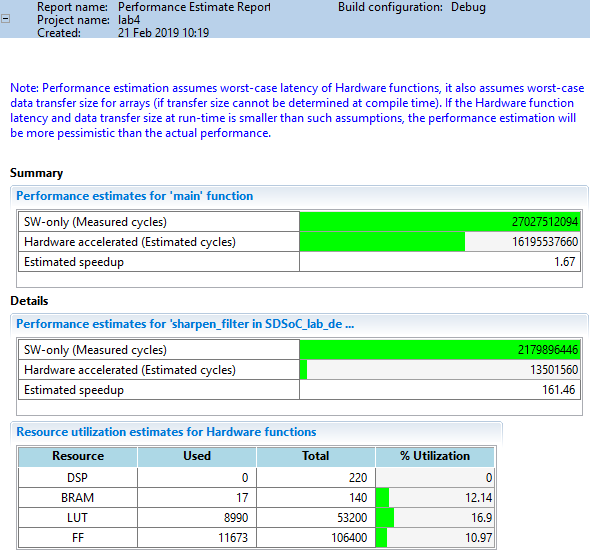 Report name: Performance Estimate Report Build configuration: Debug
Project name: lab4
Created: 21 Feb 2019 10:19
Note: Performance estimation assumes worst-case latency of Hardware functions, it also assumes worst-case
data transfer size for arrays (if transfer size cannot be determined at compile time). If the Hardware function
latency and data transfer size at run-time is smaller than such assumptions, the performance estimation will
be more pessimistic than the actual performance.
Summary
Performance estimates for 'main' function
SW-only (Measured cycles) 27027512094
Hardware accelerated (Estimated cycles) 16195537660
Estimated speedup 1.67
Details
Performance estimates for 'sharpen_filter in SDSoC_lab_de ...
SW-only (Measured cycles) 2179896446
Hardware accelerated (Estimated cycles) 13501560
Estimated speedup 161.46
Resource utilization estimates for Hardware functions
Resource Used Total % Utilization
DSP 0 220 0
BRAM 17 140 12.14
LUT 8990 53200 16.9
FF 11673 106400 10.97